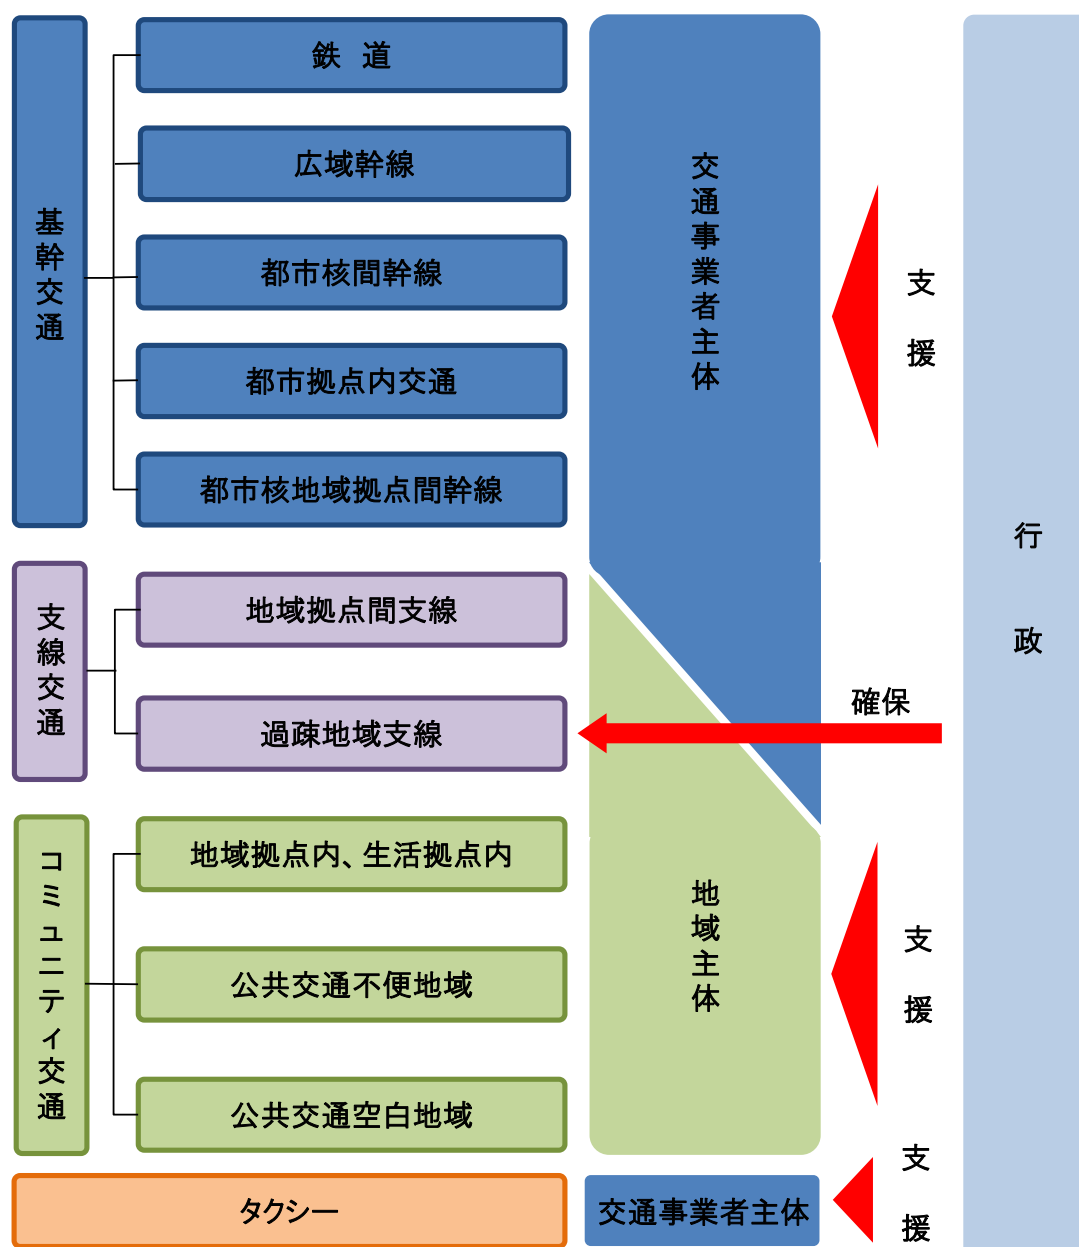 基幹交通
鉄 道
広域幹線
都市核間幹線
都市拠点内交通
都市核地域拠点間幹線
交通事業者主体
支援
行政
支線交通
地域拠点間支線
過疎地域支線
確保
コミュニティ交通
地域拠点内、生活拠点内
公共交通不便地域
公共交通空白地域
地域主体
支援
タクシー
交通事業者主体
支援